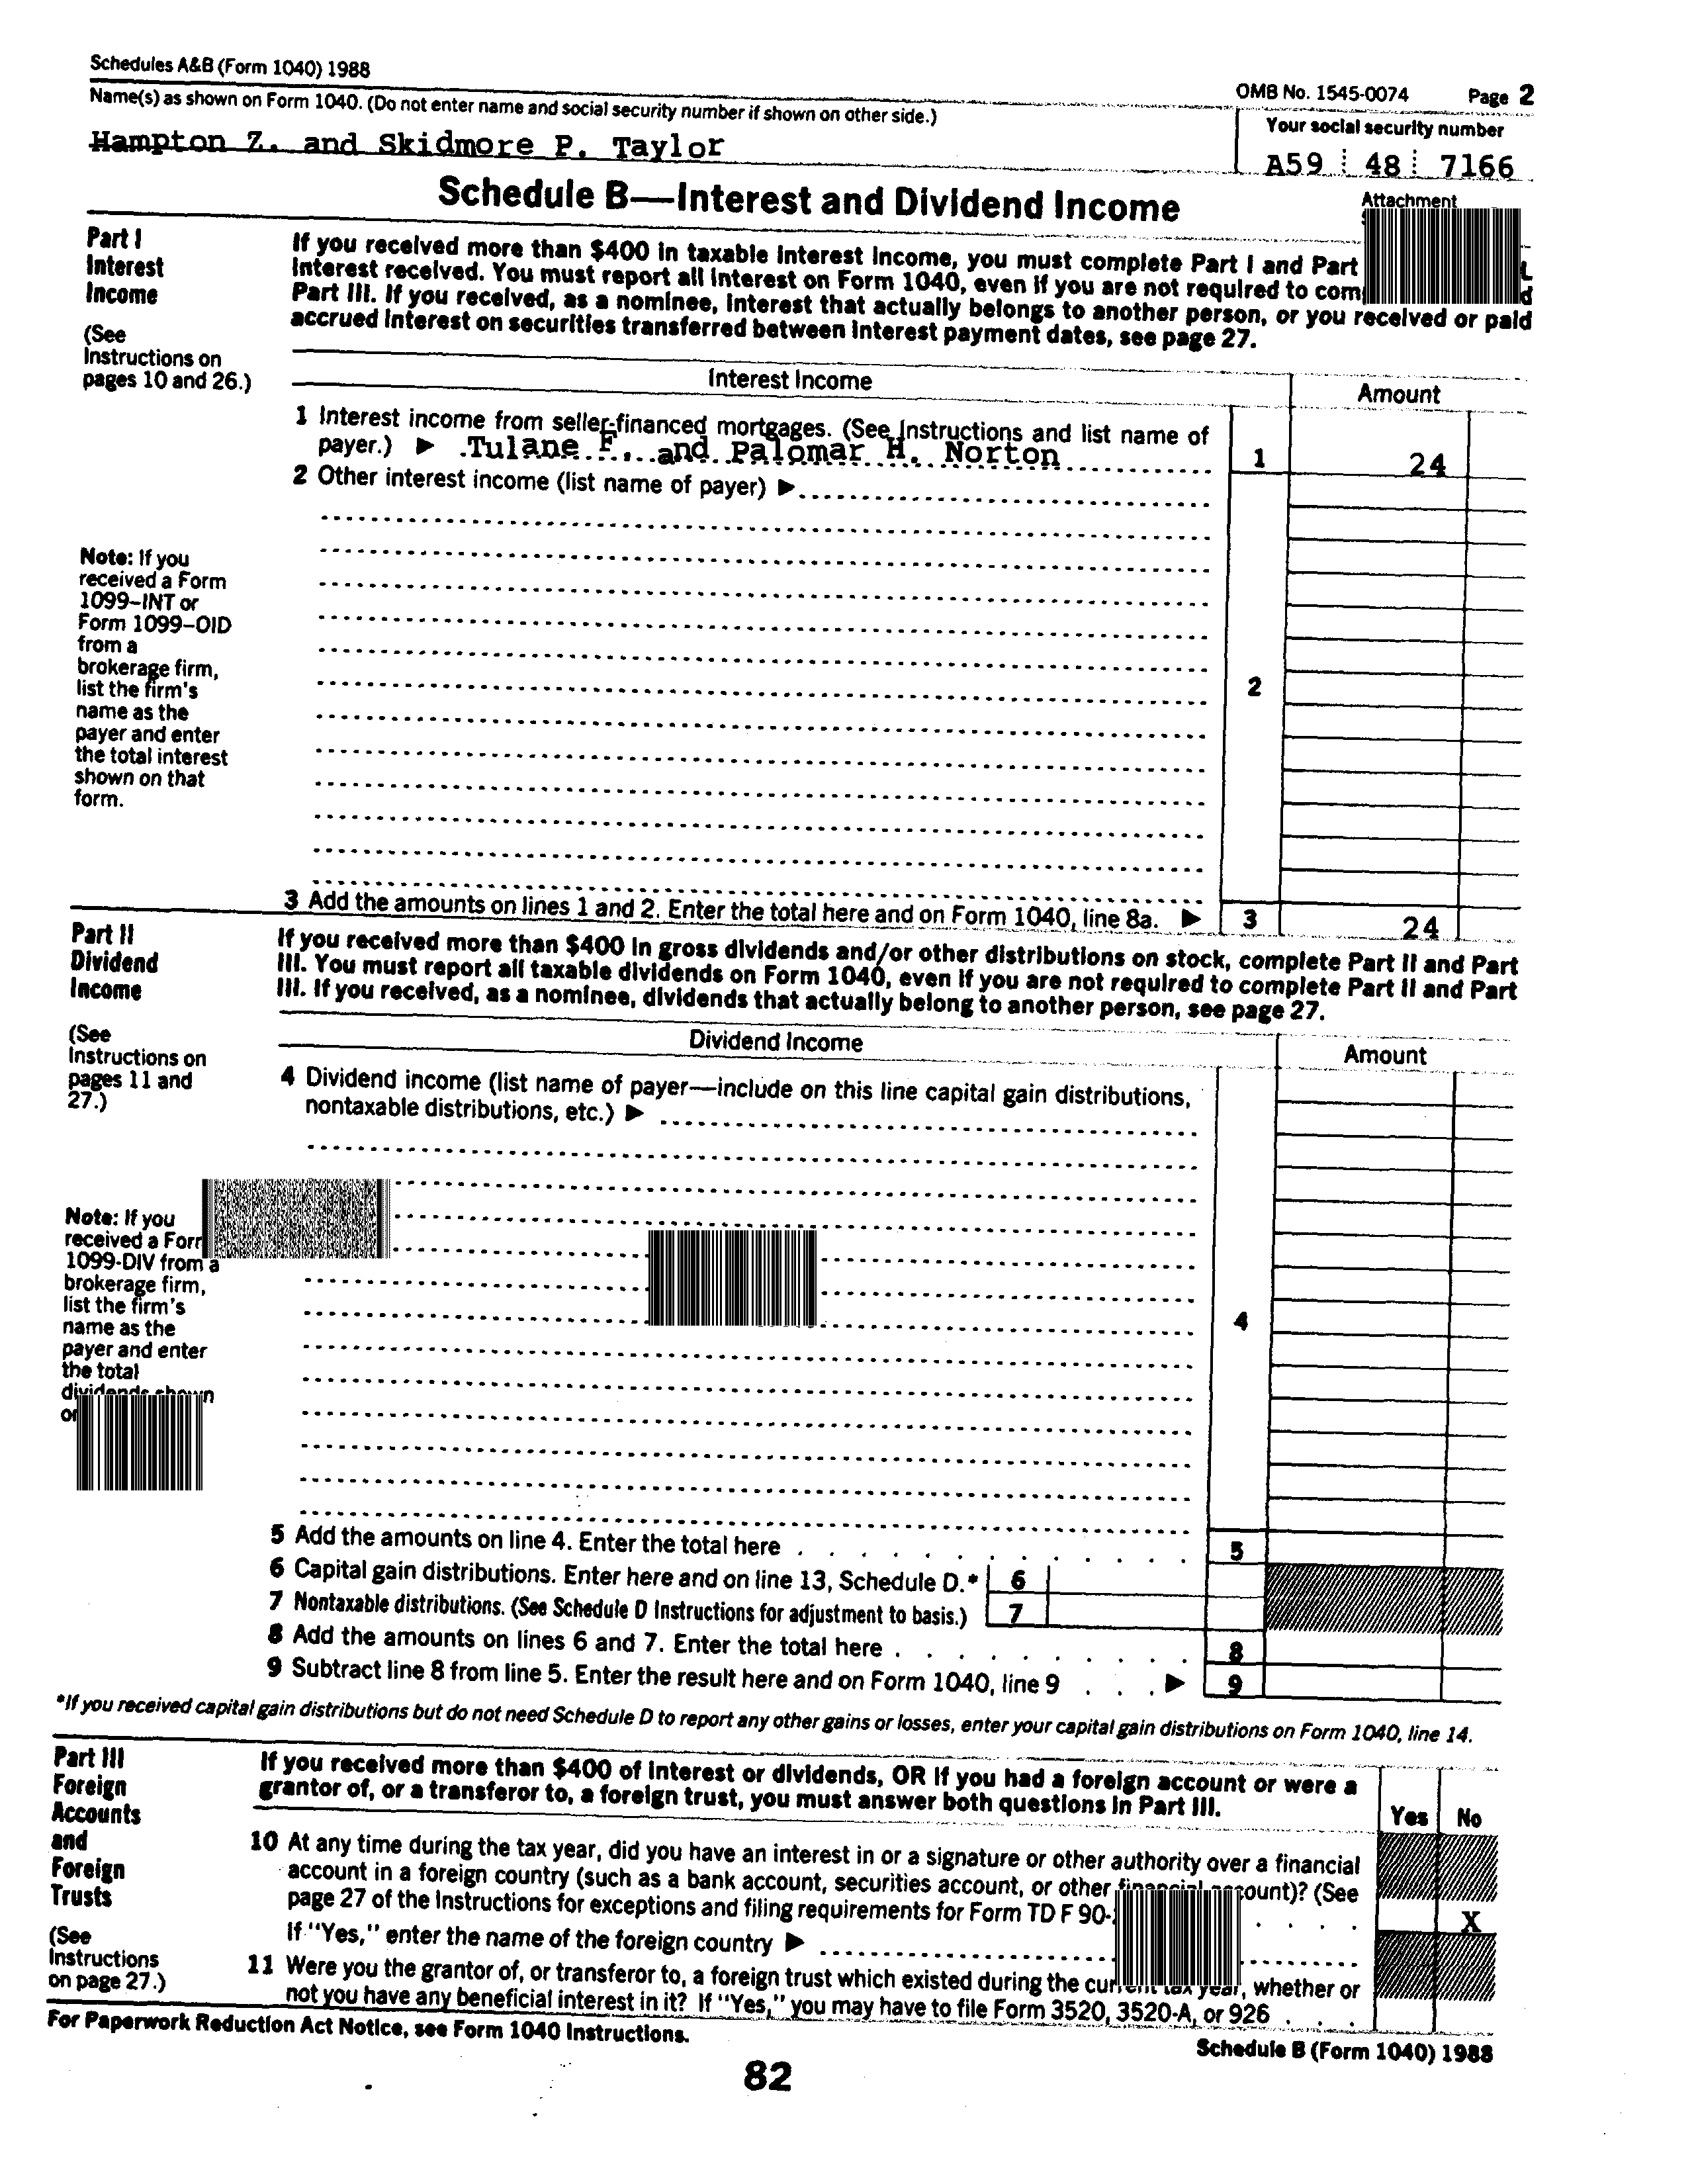 Schedules A&B (Form 1040) 1988
OMB No. 1545-0074 Page 2
Name(s) as shown on Form 1040. (Do not enter name and social security number if shown on other side.)
Your social security number
Hampton Z. and Skidmore P. Taylor
A59 48 7166
Schedule B—Interest and Dividend Income
Attachment
Part I
Interest
Income
(See
Instructions on
pages 10 and 26.)
If you received more than $400 in taxable interest income, you must complete Part I and Part
interest received. You must report all interest on Form 1040, even if you are not required to
Part III. If you received, as a nominee, interest that actually belongs to another person, or you received or paid
accrued interest on securities transferred between interest payment dates, see page 27.
Interest Income
Amount
1 Interest income from seller-financed mortgages. (See Instructions and list name of
payer.) ▶ Tulane F. and Palomar H. Norton 1 24
2 Other interest income (list name of payer) ▶
Note: If you
received a Form
1099–INT or
Form 1099–OID
from a
brokerage firm,
list the firm's
name as the
payer and enter
the total interest
shown on that
form.
2
3 Add the amounts on lines 1 and 2. Enter the total here and on Form 1040, line 8a. ▶ 3 24
Part II
Dividend
Income
(See
Instructions on
pages 11 and
27.)
If you received more than $400 in gross dividends and/or other distributions on stock, complete Part II and Part
III. You must report all taxable dividends on Form 1040, even if you are not required to complete Part II and Part
III. If you received, as a nominee, dividends that actually belong to another person, see page 27.
Dividend Income
Amount
4 Dividend income (list name of payer—include on this line capital gain distributions,
nontaxable distributions, etc.) ▶
Note: If you
received a
1099-DIV from a
brokerage firm,
list the firm's
name as the
payer and enter
the total
dividends shown
4
5 Add the amounts on line 4. Enter the total here 5
6 Capital gain distributions. Enter here and on line 13, Schedule D.* 6
7 Nontaxable distributions. (See Schedule D Instructions for adjustment to basis.) 7
8 Add the amounts on lines 6 and 7. Enter the total here 8
9 Subtract line 8 from line 5. Enter the result here and on Form 1040, line 9 ▶ 9
*If you received capital gain distributions but do not need Schedule D to report any other gains or losses, enter your capital gain distributions on Form 1040, line 14.
Part III
Foreign
Accounts
and
Foreign
Trusts
(See
Instructions
on page 27.)
If you received more than $400 of interest or dividends, OR if you had a foreign account or were a
grantor of, or a transferor to, a foreign trust, you must answer both questions in Part III.
Yes No
10 At any time during the tax year, did you have an interest in or a signature or other authority over a financial
account in a foreign country (such as a bank account, securities account, or other financial account)? (See
page 27 of the Instructions for exceptions and filing requirements for Form TD F 90- X
If "Yes," enter the name of the foreign country ▶
11 Were you the grantor of, or transferor to, a foreign trust which existed during the current tax year, whether or
not you have any beneficial interest in it? If "Yes," you may have to file Form 3520, 3520-A, or 926
For Paperwork Reduction Act Notice, see Form 1040 Instructions.
Schedule B (Form 1040) 1988
82